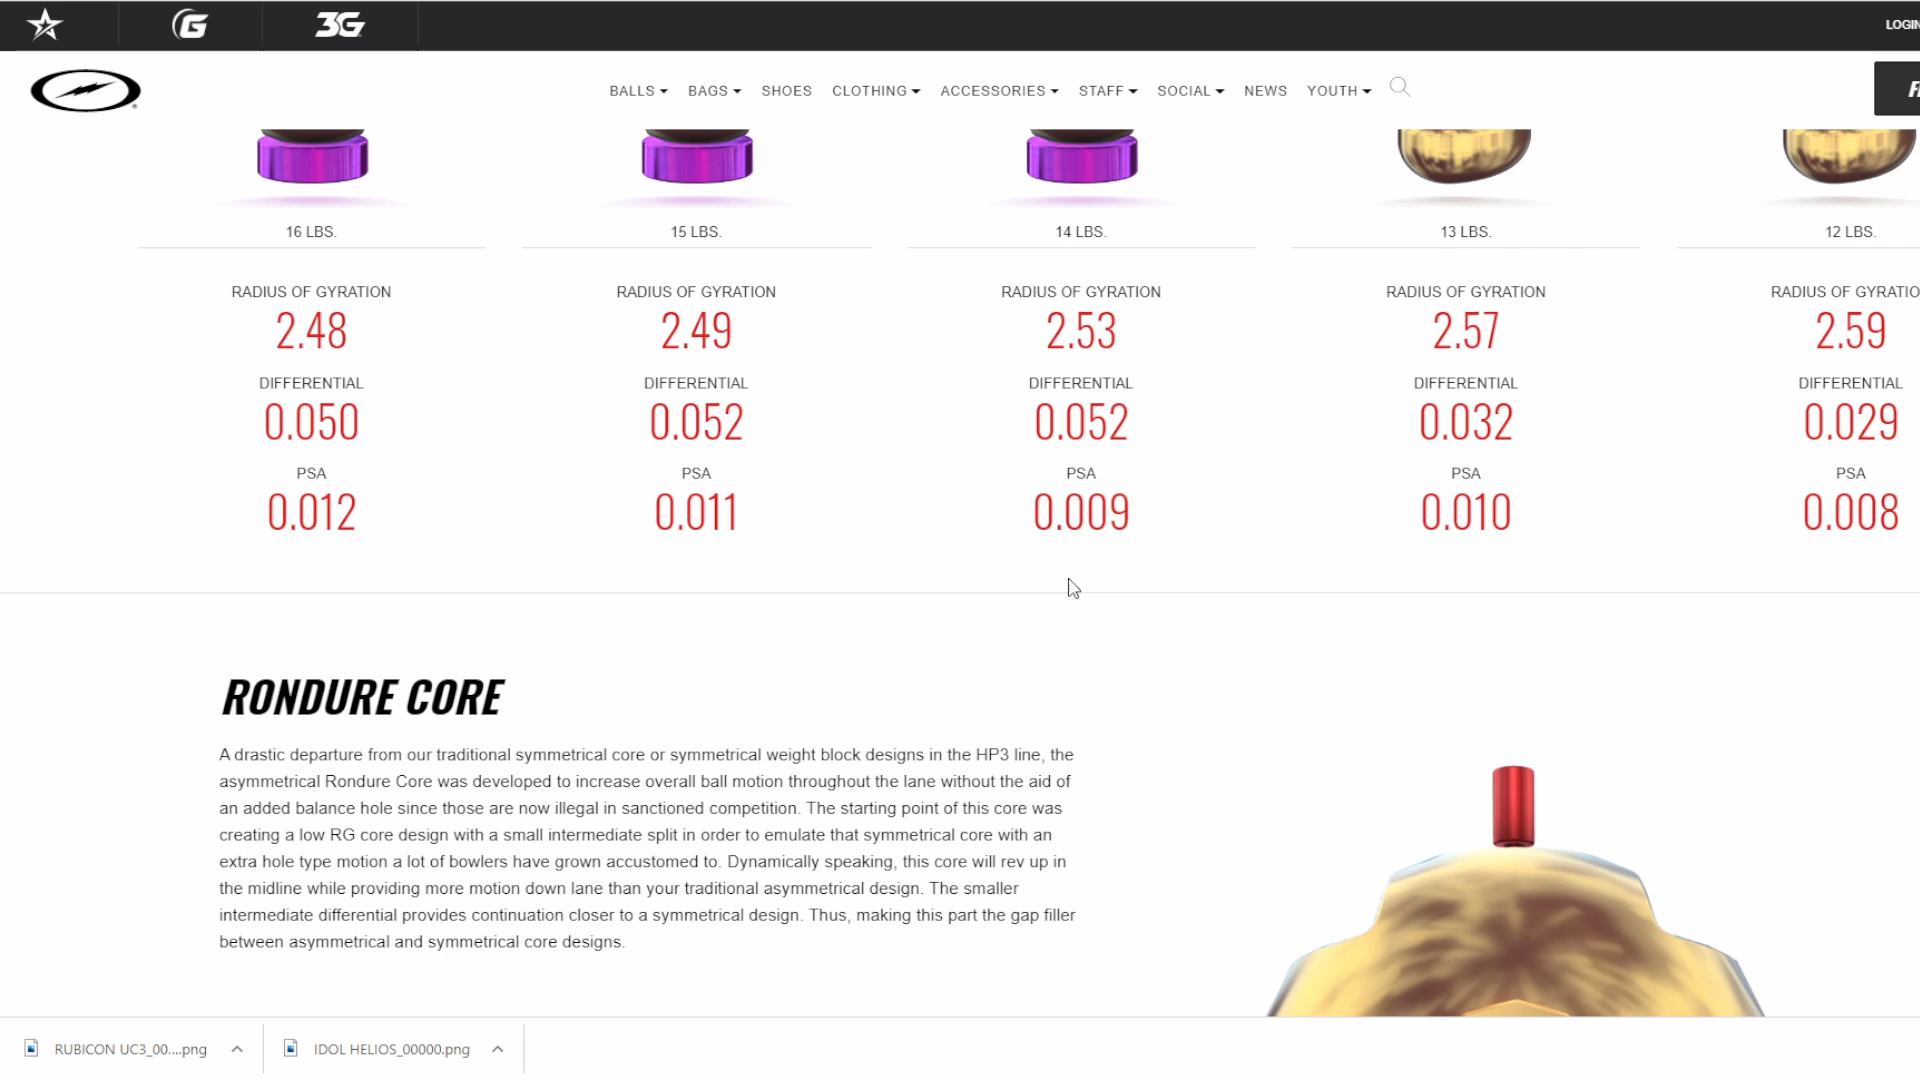 3G
LOGIN
BALLS BAGS SHOES CLOTHING ACCESSORIES STAFF SOCIAL NEWS YOUTH
16 LBS. 15 LBS. 14 LBS. 13 LBS. 12 LBS.
RADIUS OF GYRATION RADIUS OF GYRATION RADIUS OF GYRATION RADIUS OF GYRATION RADIUS OF GYRATIO
2.48 2.49 2.53 2.57 2.59
DIFFERENTIAL DIFFERENTIAL DIFFERENTIAL DIFFERENTIAL DIFFERENTIAL
0.050 0.052 0.052 0.032 0.029
PSA PSA PSA PSA PSA
0.012 0.011 0.009 0.010 0.008
RONDURE CORE
A drastic departure from our traditional symmetrical core or symmetrical weight block designs in the HP3 line, the
asymmetrical Rondure Core was developed to increase overall ball motion throughout the lane without the aid of
an added balance hole since those are now illegal in sanctioned competition. The starting point of this core was
creating a low RG core design with a small intermediate split in order to emulate that symmetrical core with an
extra hole type motion a lot of bowlers have grown accustomed to. Dynamically speaking, this core will rev up in
the midline while providing more motion down lane than your traditional asymmetrical design. The smaller
intermediate differential provides continuation closer to a symmetrical design. Thus, making this part the gap filler
between asymmetrical and symmetrical core designs.
RUBICON UC3_00....png IDOL HELIOS_00000.png